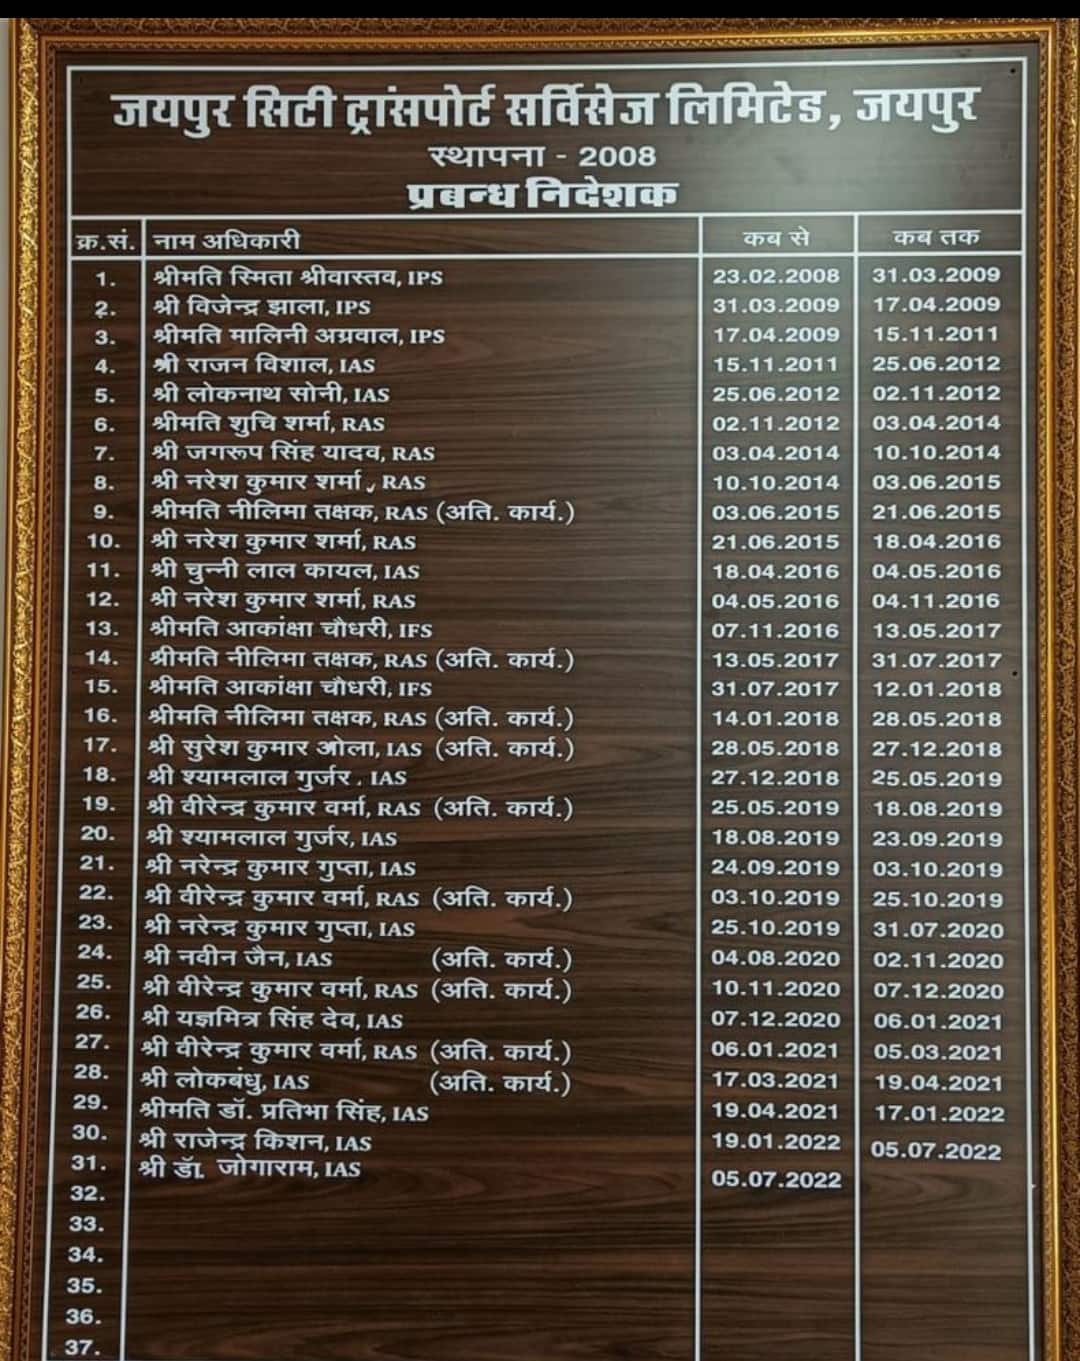 जयपुर सिटी ट्रांसपोर्ट सर्विसेज लिमिटेड, जयपुर
स्थापना - 2008
प्रबन्ध निदेशक
क्र.सं. नाम अधिकारी कब से कब तक
1. श्रीमति स्मिता श्रीवास्तव, IPS 23.02.2008 31.03.2009
2. श्री विजेन्द्र झाला, IPS 31.03.2009 17.04.2009
3. श्रीमति मालिनी अग्रवाल, IPS 17.04.2009 15.11.2011
4. श्री राजन विशाल, IAS 15.11.2011 25.06.2012
5. श्री लोकनाथ सोनी, IAS 25.06.2012 02.11.2012
6. श्रीमति शुचि शर्मा, RAS 02.11.2012 03.04.2014
7. श्री जगरूप सिंह यादव, RAS 03.04.2014 10.10.2014
8. श्री नरेश कुमार शर्मा, RAS 10.10.2014 03.06.2015
9. श्रीमति नीलिमा तक्षक, RAS (अति. कार्य.) 03.06.2015 21.06.2015
10. श्री नरेश कुमार शर्मा, RAS 21.06.2015 18.04.2016
11. श्री चुन्नी लाल कायल, IAS 18.04.2016 04.05.2016
12. श्री नरेश कुमार शर्मा, RAS 04.05.2016 04.11.2016
13. श्रीमति आकांक्षा चौधरी, IFS 07.11.2016 13.05.2017
14. श्रीमति नीलिमा तक्षक, RAS (अति. कार्य.) 13.05.2017 31.07.2017
15. श्रीमति आकांक्षा चौधरी, IFS 31.07.2017 12.01.2018
16. श्रीमति नीलिमा तक्षक, RAS (अति. कार्य.) 14.01.2018 28.05.2018
17. श्री सुरेश कुमार ओला, IAS (अति. कार्य.) 28.05.2018 27.12.2018
18. श्री श्यामलाल गुर्जर, IAS 27.12.2018 25.05.2019
19. श्री वीरेन्द्र कुमार वर्मा, RAS (अति. कार्य.) 25.05.2019 18.08.2019
20. श्री श्यामलाल गुर्जर, IAS 18.08.2019 23.09.2019
21. श्री नरेन्द्र कुमार गुप्ता, IAS 24.09.2019 03.10.2019
22. श्री वीरेन्द्र कुमार वर्मा, RAS (अति. कार्य.) 03.10.2019 25.10.2019
23. श्री नरेन्द्र कुमार गुप्ता, IAS 25.10.2019 31.07.2020
24. श्री नवीन जैन, IAS (अति. कार्य.) 04.08.2020 02.11.2020
25. श्री वीरेन्द्र कुमार वर्मा, RAS (अति. कार्य.) 10.11.2020 07.12.2020
26. श्री यज्ञमित्र सिंह देव, IAS 07.12.2020 06.01.2021
27. श्री वीरेन्द्र कुमार वर्मा, RAS (अति. कार्य.) 06.01.2021 05.03.2021
28. श्री लोकबंधु, IAS (अति. कार्य.) 17.03.2021 19.04.2021
29. श्रीमति डॉ. प्रतिभा सिंह, IAS 19.04.2021 17.01.2022
30. श्री राजेन्द्र किशन, IAS 19.01.2022 05.07.2022
31. श्री डॅा. जोगाराम, IAS 05.07.2022
32.
33.
34.
35.
36.
37.